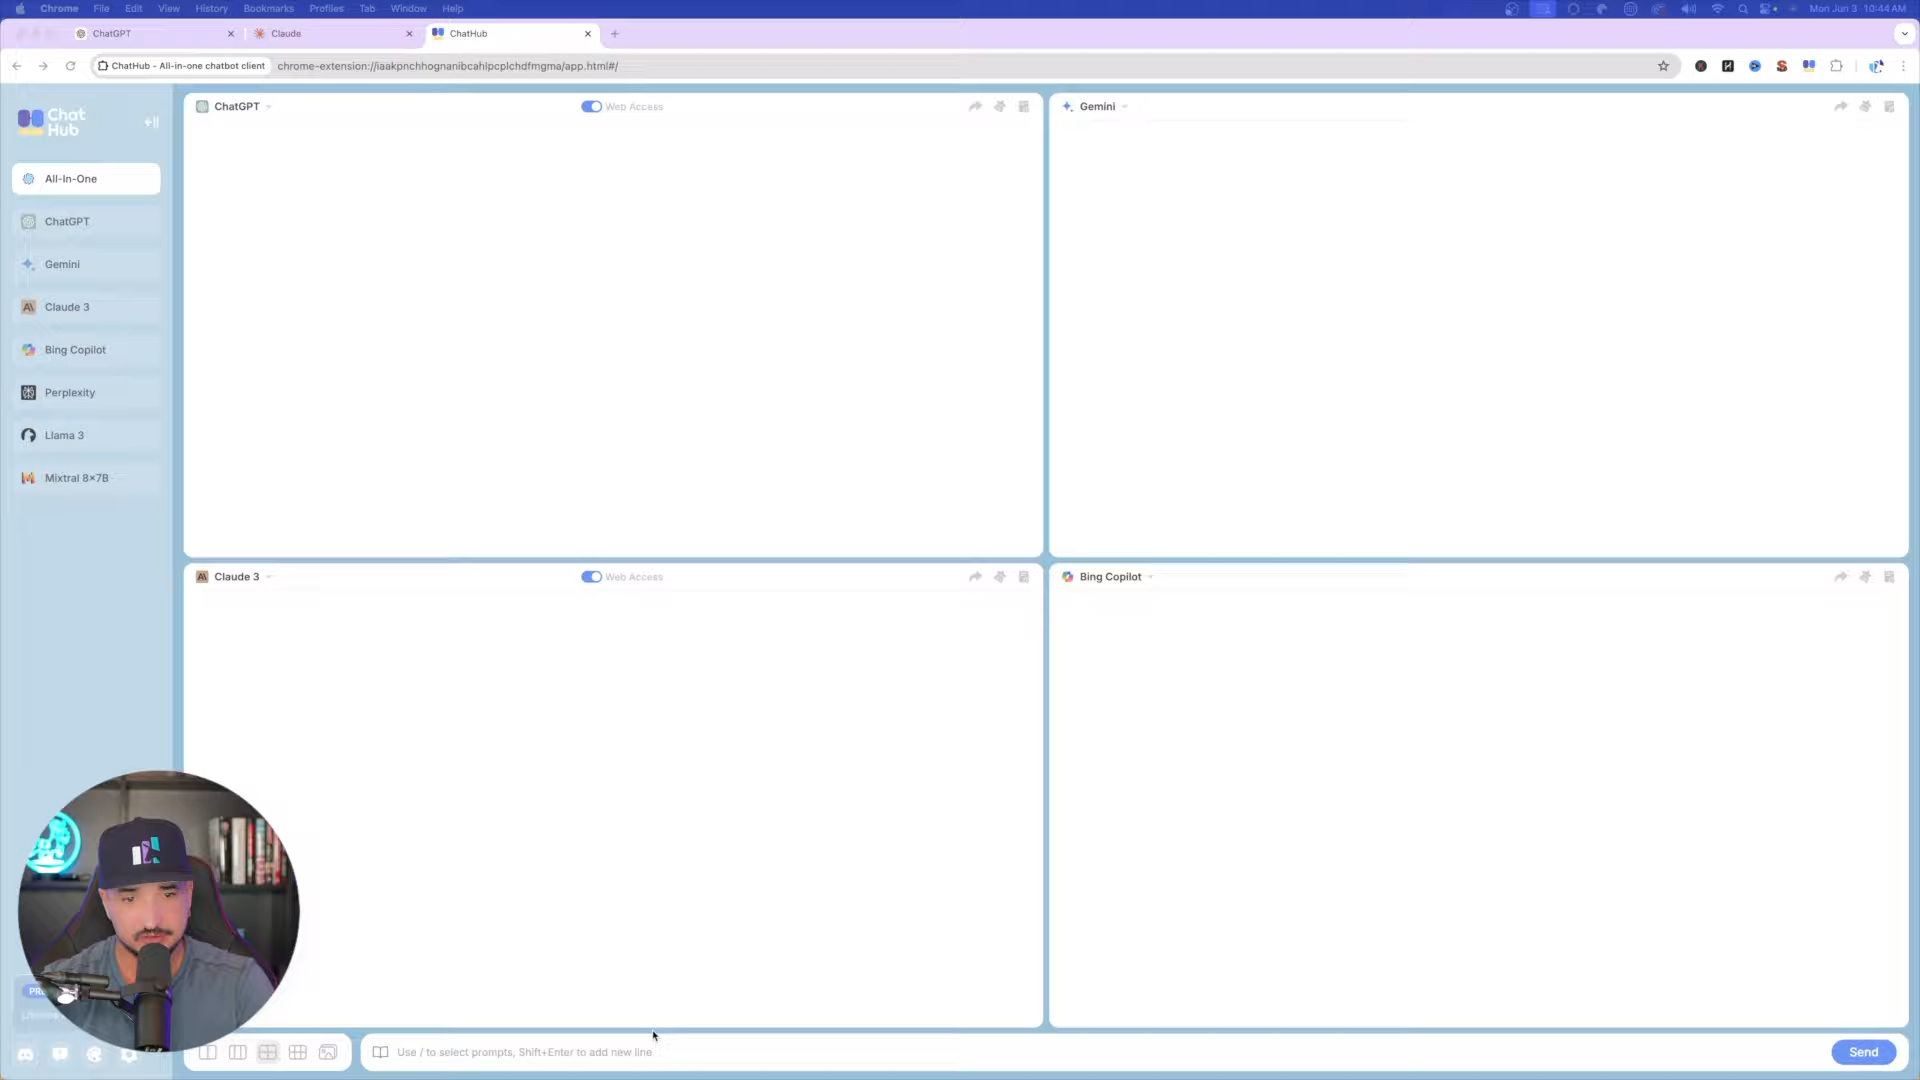 Chrome File Edit View History Bookmarks Profiles Tab Window Help Mon Jun 3 10:44 AM
ChatGPT Claude ChatHub
ChatHub - All-in-one chatbot client chrome-extension://iaakpnchhognanibcahlpcplchdfmgma/app.html#/
Chat
Hub
All-In-One
ChatGPT
Gemini
Claude 3
Bing Copilot
Perplexity
Llama 3
Mixtral 8x7B
ChatGPT Web Access
Gemini
Claude 3 Web Access
Bing Copilot
Use / to select prompts, Shift+Enter to add new line
Send